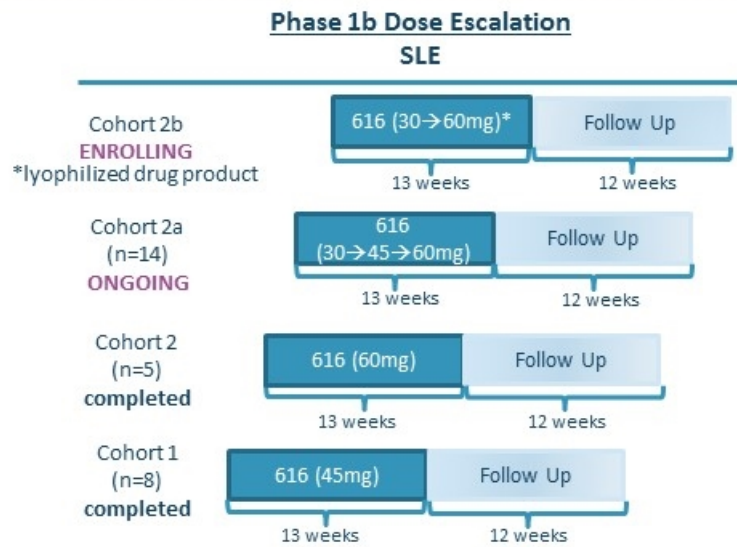 Phase 1b Dose Escalation
SLE
Cohort 2b
ENROLLING
*lyophilized drug product
616 (30→60mg)*
Follow Up
13 weeks
12 weeks
Cohort 2a
(n=14)
ONGOING
616
(30→45→60mg)
Follow Up
13 weeks
12 weeks
Cohort 2
(n=5)
completed
616 (60mg)
Follow Up
13 weeks
12 weeks
Cohort 1
(n=8)
completed
616 (45mg)
Follow Up
13 weeks
12 weeks